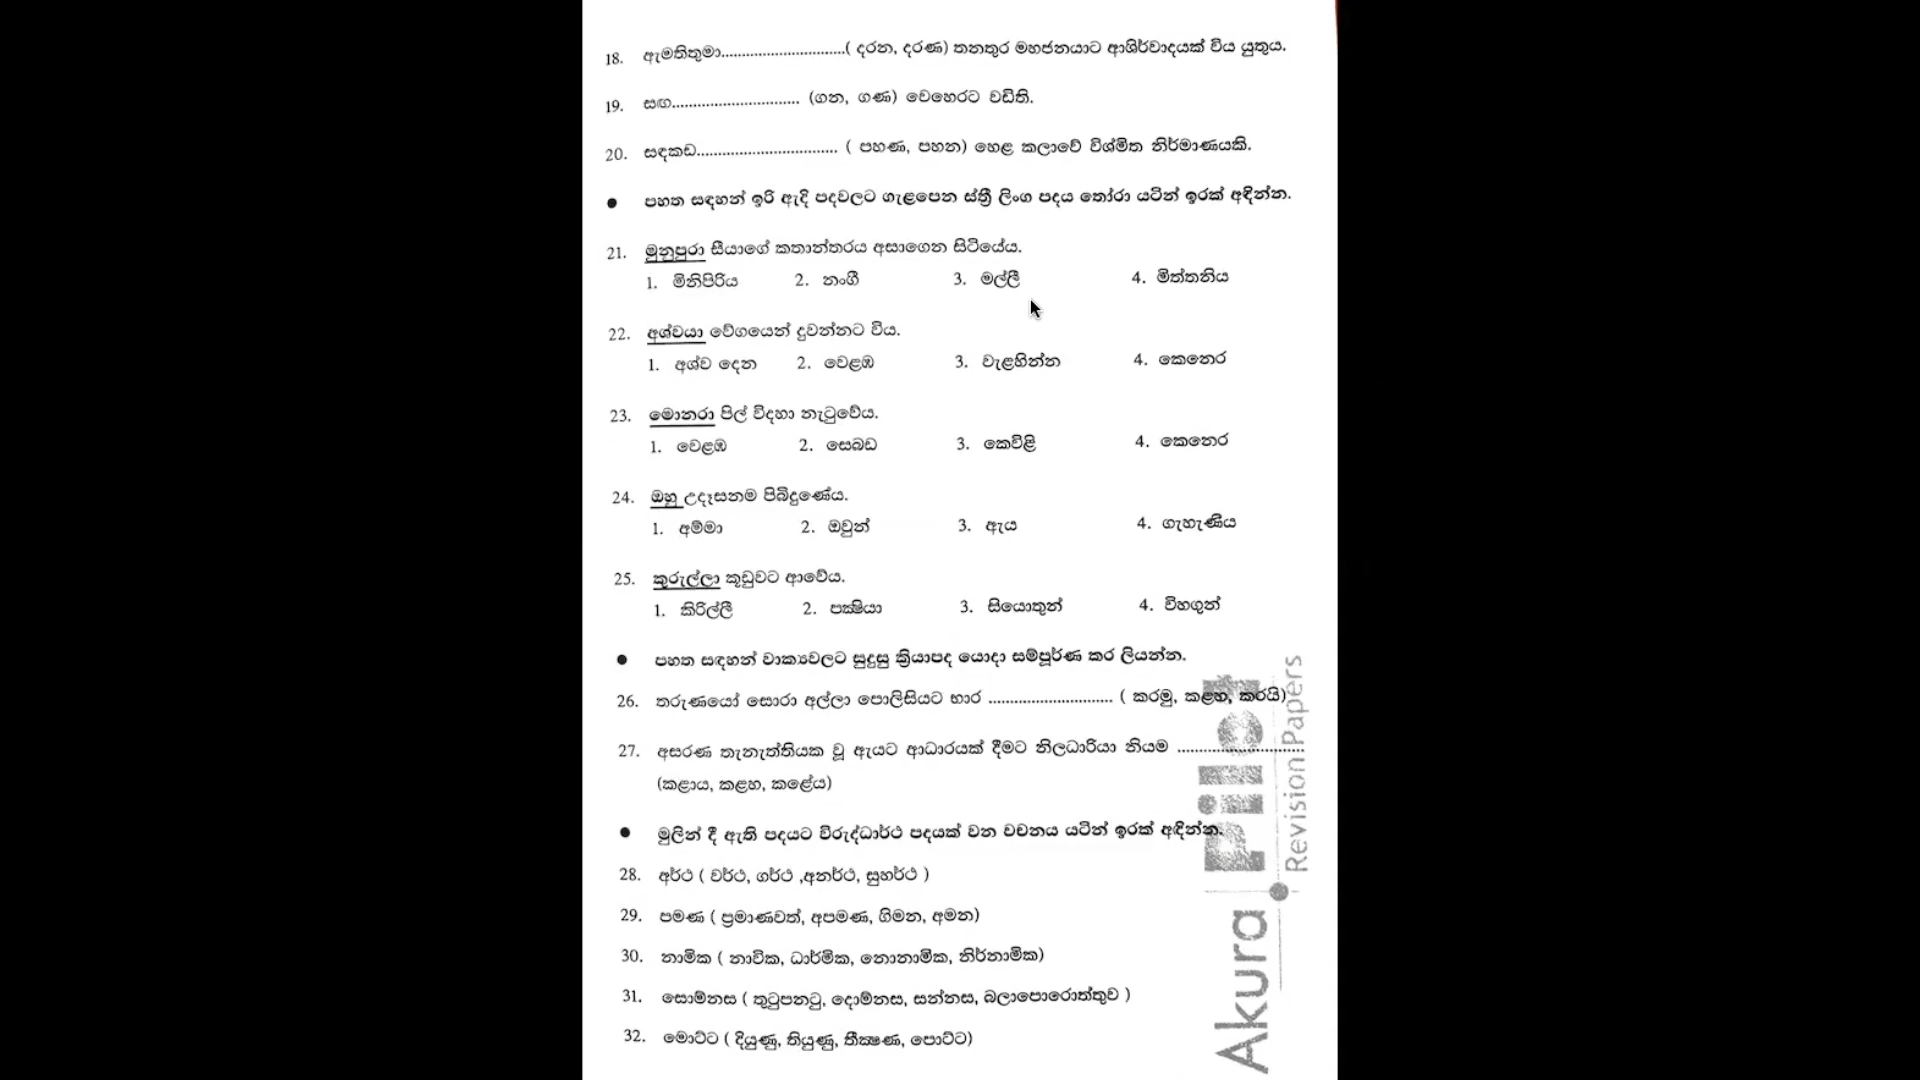 18. ඇමතිතුමා..............................( දරන, දරණ) තනතුර මහජනයාට ආශිර්වාදයක් විය යුතුය.
19. සඟ............................... (ගන, ගණ) වෙහෙරට වඩිති.
20. සඳකඩ.................................. ( පහණ, පහන) හෙළ කලාවේ විශ්මිත නිර්මාණයකි.
● පහත සඳහන් ඉරි ඇදි පදවලට ගැළපෙන ස්ත්‍රී ලිංග පදය තෝරා යටින් ඉරක් අඳින්න.
21. මුනුපුරා සීයාගේ කතාන්තරය අසාගෙන සිටියේය.
1. මිනිපිරිය 2. නංගී 3. මල්ලී 4. මිත්තනිය
22. අශ්වයා වේගයෙන් දුවන්නට විය.
1. අශ්ව දෙන 2. වෙළඹ 3. වැළහින්න 4. කෙනෙර
23. මොනරා පිල් විදහා නැටුවේය.
1. වෙළඹ 2. සෙබඩ 3. කෙවිළි 4. කෙනෙර
24. ඔහු උදෑසනම පිබිදුණේය.
1. අම්මා 2. ඔවුන් 3. ඇය 4. ගැහැණිය
25. කුරුල්ලා කූඩුවට ආවේය.
1. කිරිල්ලී 2. පක්‍ෂියා 3. සියොතුන් 4. විහගුන්
● පහත සඳහන් වාක්‍යවලට සුදුසු ක්‍රියාපද යොදා සම්පූර්ණ කර ලියන්න.
26. තරුණයෝ සොරා අල්ලා පොලිසියට භාර .............................. ( කරමු, කළහ, කරයි)
27. අසරණ තැනැත්තියක වූ ඇයට ආධාරයක් දීමට නිලධාරියා නියම ..............................
(කළාය, කළහ, කළේය)
● මුලින් දී ඇති පදයට විරුද්ධාර්ථ පදයක් වන වචනය යටින් ඉරක් අඳින්න.
28. අර්ථ ( වර්ථ, ගර්ථ ,අනර්ථ, සුහර්ථ )
29. පමණ ( ප්‍රමාණවත්, අපමණ, ගිමන, අමන)
30. නාමික ( නාවික, ධාර්මික, නොනාමික, නිර්නාමික)
31. සොම්නස ( තුටුපනටු, දොම්නස, සන්නස, බලාපොරොත්තුව )
32. මොට්ට ( දියුණු, තියුණු, තීක්‍ෂණ, පොට්ට)
Akura Pillot
Revision Papers